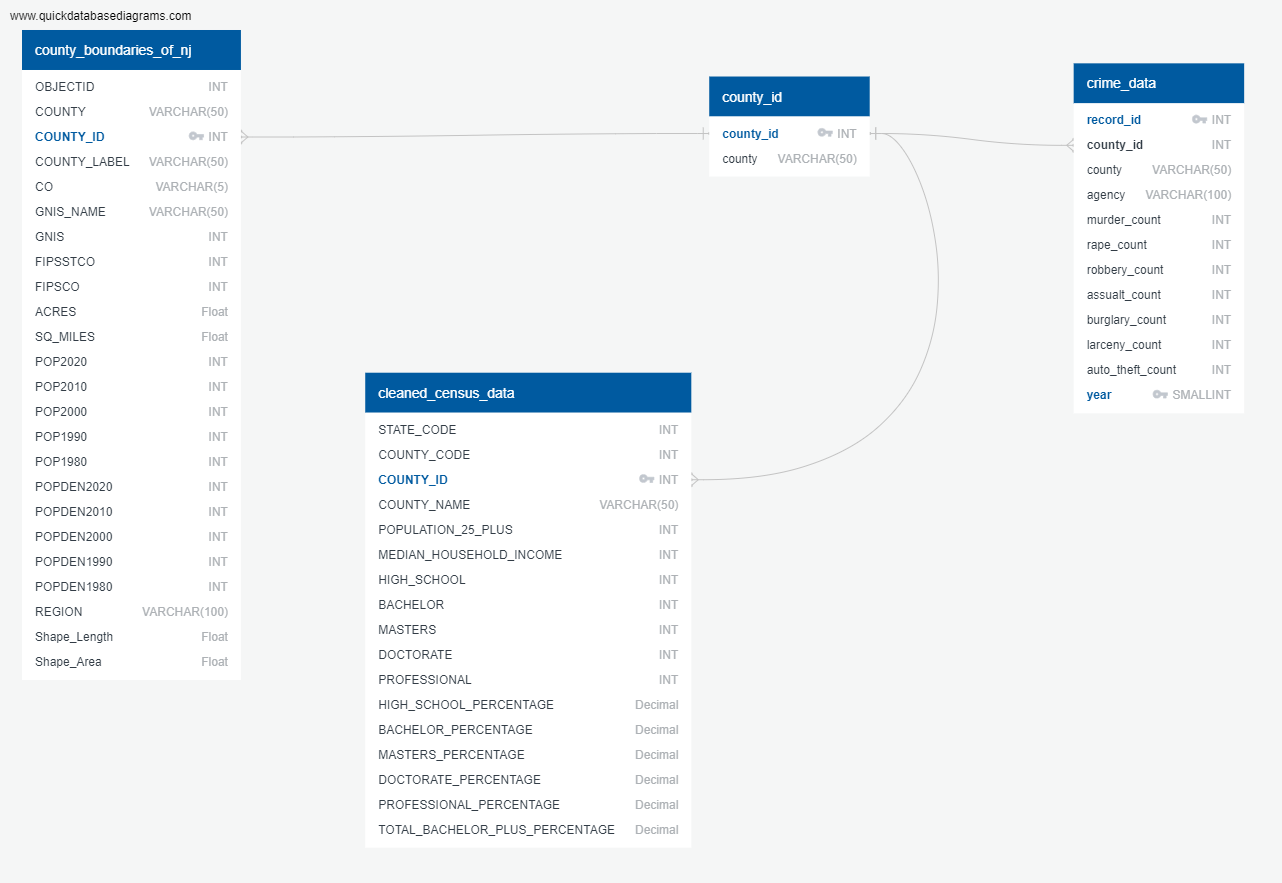 www.quickdatabasediagrams.com
county_boundaries_of_nj
OBJECTID INT
COUNTY VARCHAR(50)
COUNTY_ID INT
COUNTY_LABEL VARCHAR(50)
CO VARCHAR(5)
GNIS_NAME VARCHAR(50)
GNIS INT
FIPSSTCO INT
FIPSCO INT
ACRES Float
SQ_MILES Float
POP2020 INT
POP2010 INT
POP2000 INT
POP1990 INT
POP1980 INT
POPDEN2020 INT
POPDEN2010 INT
POPDEN2000 INT
POPDEN1990 INT
POPDEN1980 INT
REGION VARCHAR(100)
Shape_Length Float
Shape_Area Float
county_id
county_id INT
county VARCHAR(50)
crime_data
record_id INT
county_id INT
county VARCHAR(50)
agency VARCHAR(100)
murder_count INT
rape_count INT
robbery_count INT
assualt_count INT
burglary_count INT
larceny_count INT
auto_theft_count INT
year SMALLINT
cleaned_census_data
STATE_CODE INT
COUNTY_CODE INT
COUNTY_ID INT
COUNTY_NAME VARCHAR(50)
POPULATION_25_PLUS INT
MEDIAN_HOUSEHOLD_INCOME INT
HIGH_SCHOOL INT
BACHELOR INT
MASTERS INT
DOCTORATE INT
PROFESSIONAL INT
HIGH_SCHOOL_PERCENTAGE Decimal
BACHELOR_PERCENTAGE Decimal
MASTERS_PERCENTAGE Decimal
DOCTORATE_PERCENTAGE Decimal
PROFESSIONAL_PERCENTAGE Decimal
TOTAL_BACHELOR_PLUS_PERCENTAGE Decimal